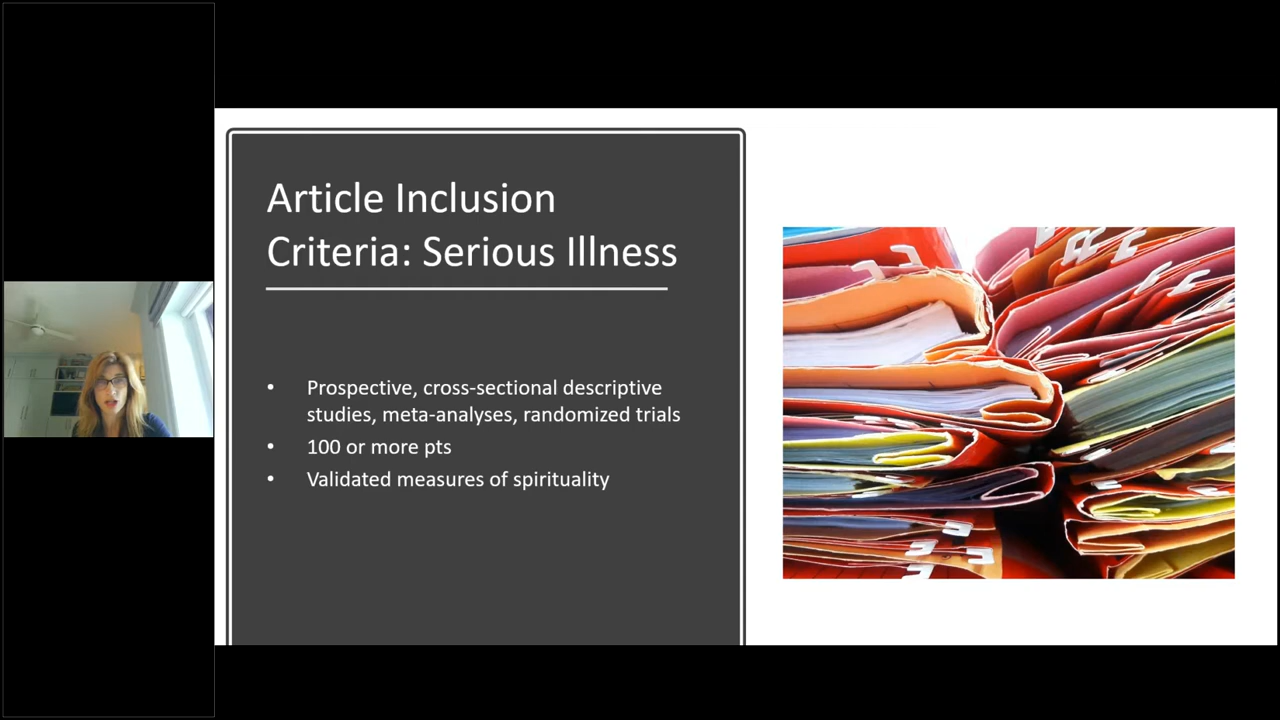 Article Inclusion
Criteria: Serious Illness
• Prospective, cross-sectional descriptive
studies, meta-analyses, randomized trials
• 100 or more pts
• Validated measures of spirituality